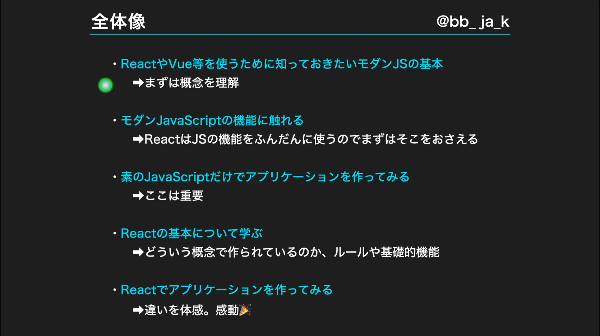 全体像
@bb_ja_k
・ReactやVue等を使うために知っておきたいモダンJSの基本
➡まずは概念を理解
・モダンJavaScriptの機能に触れる
➡ReactはJSの機能をふんだんに使うのでまずはそこをおさえる
・素のJavaScriptだけでアプリケーションを作ってみる
➡ここは重要
・Reactの基本について学ぶ
➡どういう概念で作られているのか、ルールや基礎的機能
・Reactでアプリケーションを作ってみる
➡違いを体感。感動🎉